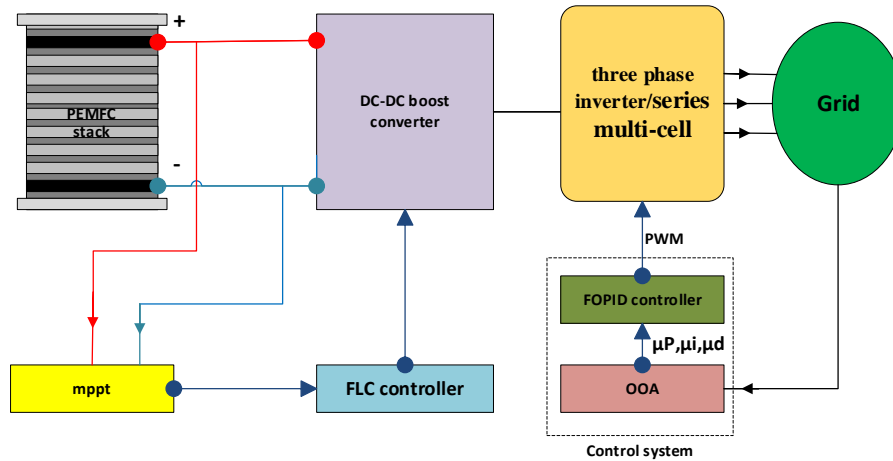 +
PEMFC
stack
-
DC-DC boost
converter
three phase
inverter/series
multi-cell
Grid
PWM
FOPID controller
µP,µi,µd
mppt
FLC controller
OOA
Control system